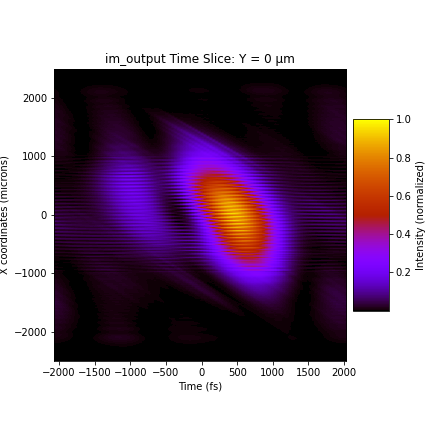 im_output Time Slice: Y = 0 μm
X coordinates (microns)
2000
1000
0
−1000
−2000
−2000 −1500 −1000 −500 0 500 1000 1500 2000
Time (fs)
1.0
0.8
0.6
0.4
0.2
Intensity (normalized)